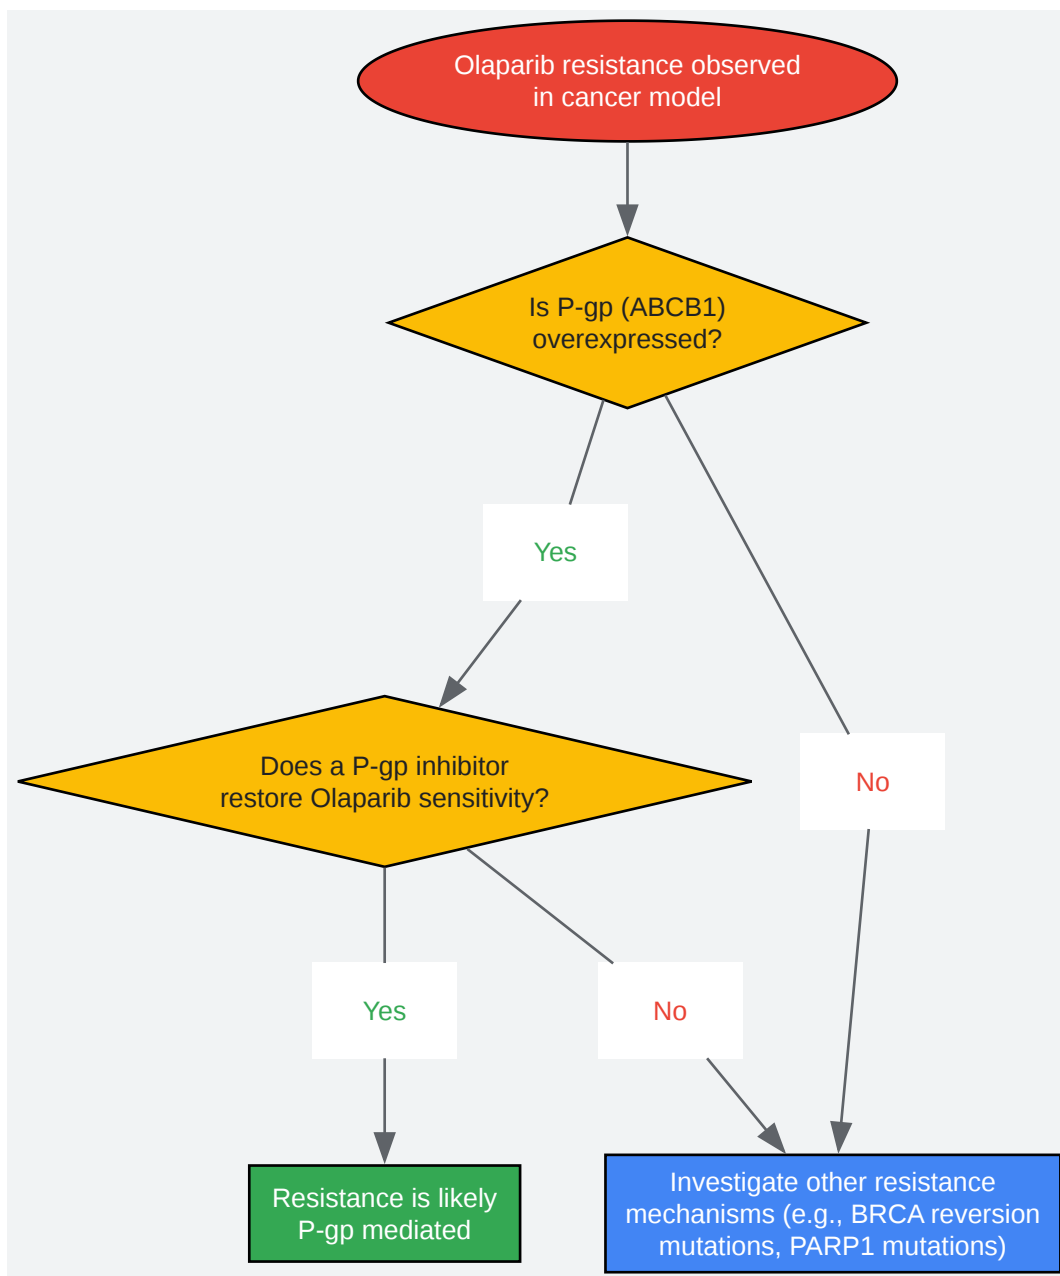 Olaparib resistance observed
in cancer model
Is P-gp (ABCB1)
overexpressed?
Yes
Does a P-gp inhibitor
restore Olaparib sensitivity?
No
Yes
No
Resistance is likely
P-gp mediated
Investigate other resistance
mechanisms (e.g., BRCA reversion
mutations, PARP1 mutations)